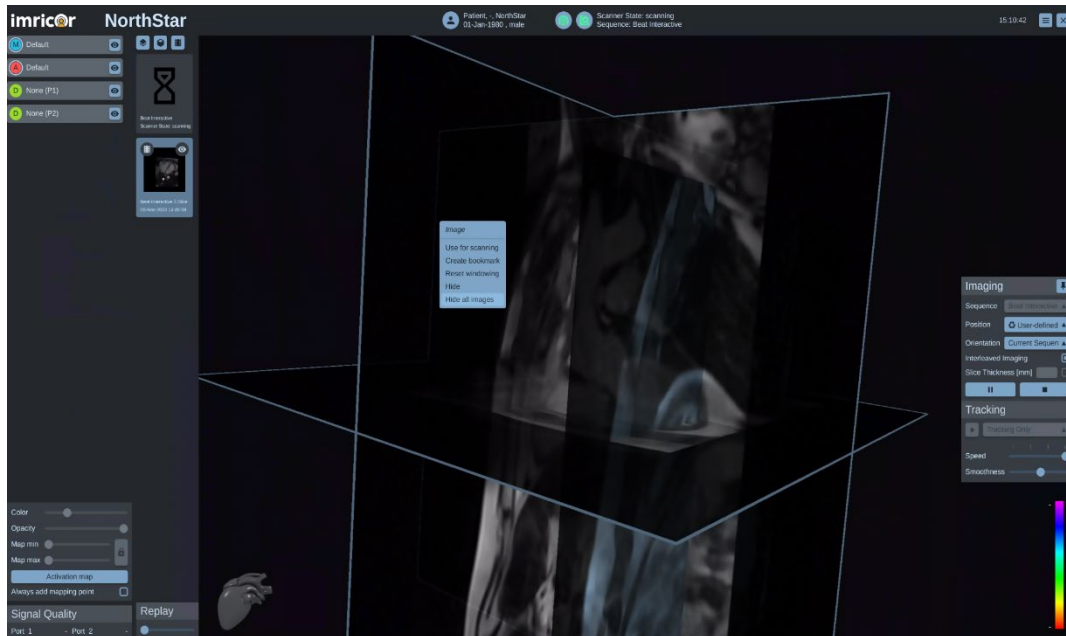 imricor NorthStar
Patient, -, NorthStar
01-Jan-1980 , male
Scanner State: scanning
Sequence: Beat Interactive
15:10:42
M Default
A Default
D None (P1)
D None (P2)
Beat Interactive
Scanner State: scanning
Image
Use for scanning
Create bookmark
Reset windowing
Hide
Hide all images
Imaging
Sequence Beat Interactive
Position User-defined
Orientation Current Sequen
Interleaved Imaging
Slice Thickness [mm]
Tracking
Tracking Only
Speed
Smoothness
Color
Opacity
Map min
Map max
Activation map
Always add mapping point
Signal Quality
Port 1 - Port 2 -
Replay